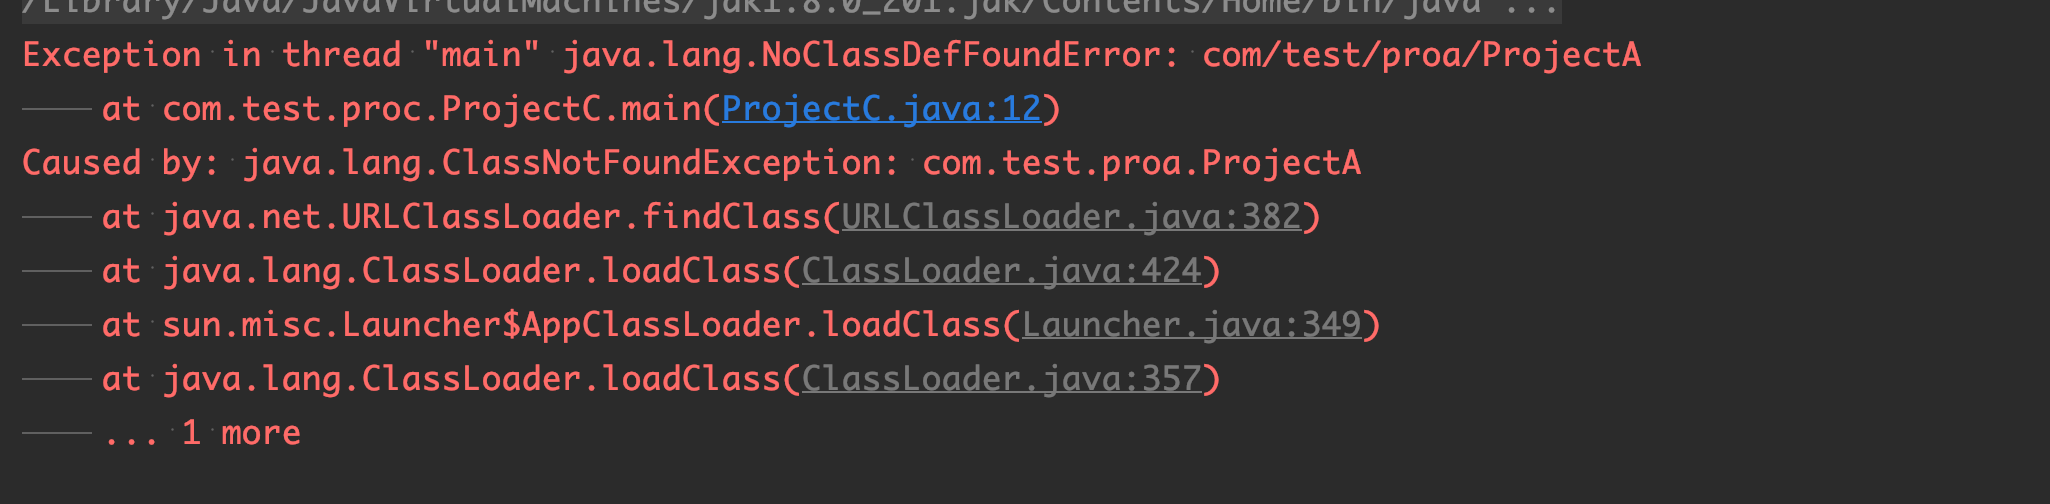 /Library/Java/JavaVirtualMachines/jdk1.8.0_201.jdk/Contents/Home/bin/java ...
Exception in thread "main" java.lang.NoClassDefFoundError: com/test/proa/ProjectA
at com.test.proc.ProjectC.main(ProjectC.java:12)
Caused by: java.lang.ClassNotFoundException: com.test.proa.ProjectA
at java.net.URLClassLoader.findClass(URLClassLoader.java:382)
at java.lang.ClassLoader.loadClass(ClassLoader.java:424)
at sun.misc.Launcher$AppClassLoader.loadClass(Launcher.java:349)
at java.lang.ClassLoader.loadClass(ClassLoader.java:357)
... 1 more